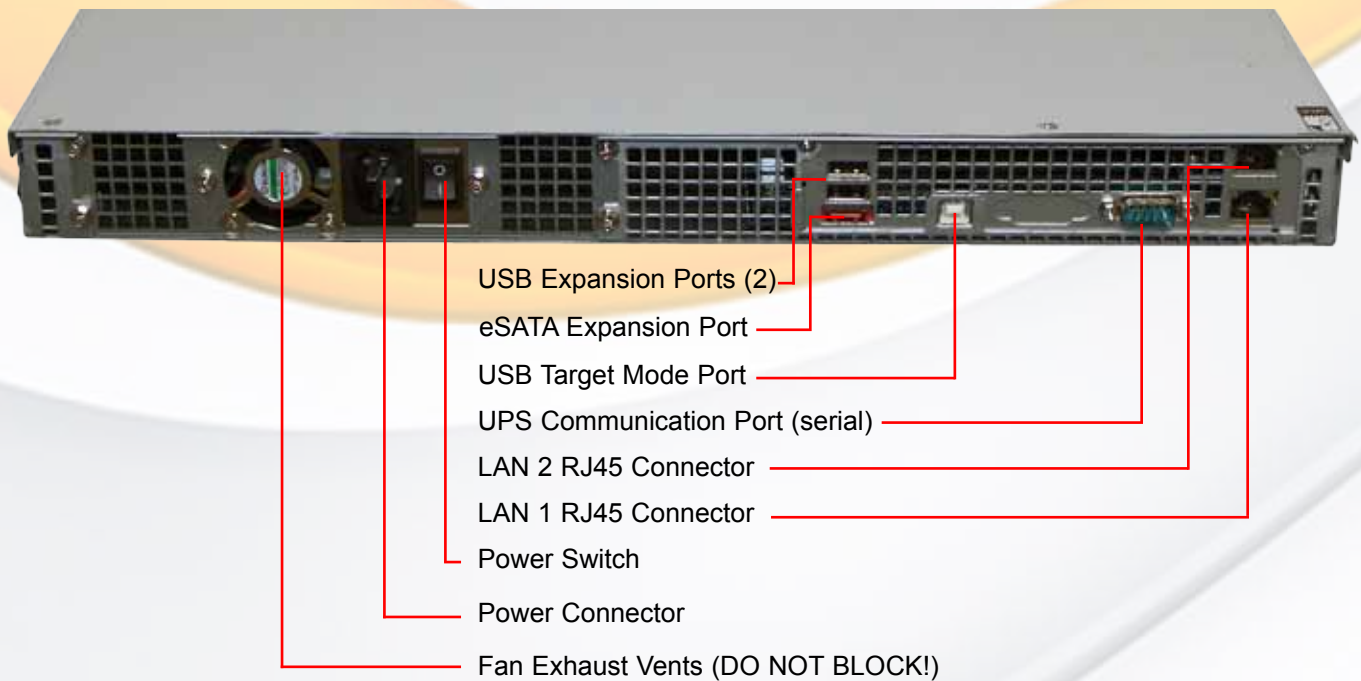 USB Expansion Ports (2)
eSATA Expansion Port
USB Target Mode Port
UPS Communication Port (serial)
LAN 2 RJ45 Connector
LAN 1 RJ45 Connector
Power Switch
Power Connector
Fan Exhaust Vents (DO NOT BLOCK!)